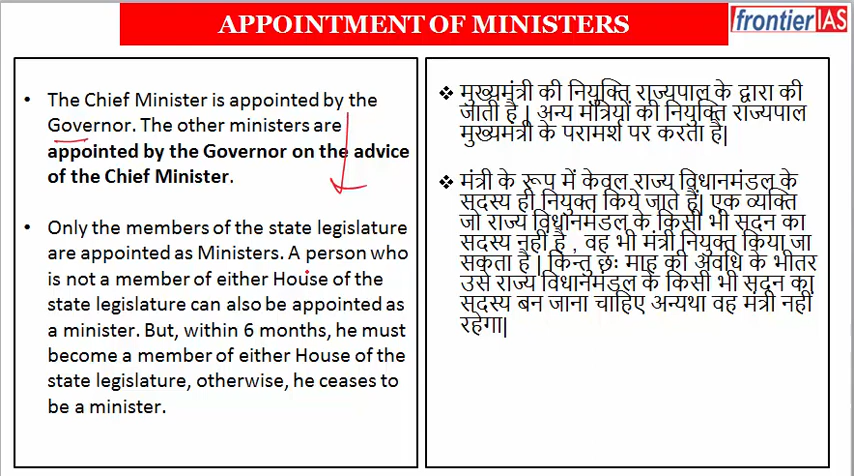 APPOINTMENT OF MINISTERS
frontier IAS
• The Chief Minister is appointed by the
Governor. The other ministers are
appointed by the Governor on the advice
of the Chief Minister.
• Only the members of the state legislature
are appointed as Ministers. A person who
is not a member of either House of the
state legislature can also be appointed as
a minister. But, within 6 months, he must
become a member of either House of the
state legislature, otherwise, he ceases to
be a minister.
❖ मुख्यमंत्री की नियुक्ति राज्यपाल के द्वारा की
जाती है | अन्य मंत्रियों की नियुक्ति राज्यपाल
मुख्यमंत्री के परामर्श पर करता है|
❖ मंत्री के रूप में केवल राज्य विधानमंडल के
सदस्य ही नियुक्त किये जाते हैं| एक व्यक्ति
जो राज्य विधानमंडल के किसी भी सदन का
सदस्य नहीं है , वह भी मंत्री नियुक्त किया जा
सकता है | किन्तु छः माह की अवधि के भीतर
उसे राज्य विधानमंडल के किसी भी सदन का
सदस्य बन जाना चाहिए अन्यथा वह मंत्री नहीं
रहेगा|